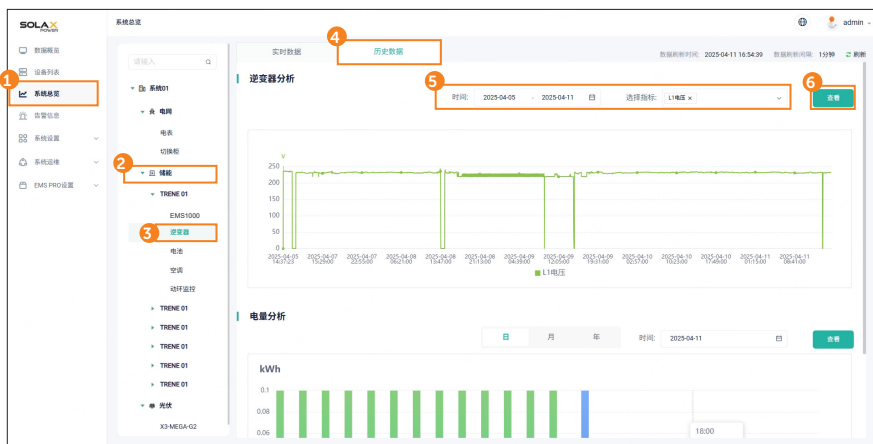 SOLAX
POWER
系统总览
admin
数据概览
设备列表
1
系统总览
告警信息
系统设置
系统运维
EMS PRO设置
请输入
系统01
电网
电表
切换柜
2
储能
TRENE 01
EMS1000
3
逆变器
电池
空调
动环监控
TRENE 01
TRENE 01
TRENE 01
TRENE 01
TRENE 01
光伏
X3-MEGA-G2
实时数据
4
历史数据
数据刷新时间: 2025-04-11 16:54:39 数据刷新间隔: 1分钟 刷新
逆变器分析
5
时间: 2025-04-05 - 2025-04-11 选择指标: L1电压 ×
6
查看
V
250
200
150
100
50
0
2025-04-05 14:37:23
2025-04-07 15:29:00
2025-04-07 22:55:00
2025-04-08 06:21:00
2025-04-08 13:47:00
2025-04-08 21:13:00
2025-04-09 04:39:00
2025-04-09 12:05:00
2025-04-09 19:31:00
2025-04-10 02:57:00
2025-04-10 10:23:00
2025-04-10 17:49:00
2025-04-11 01:15:00
2025-04-11 08:41:00
L1电压
电量分析
日 月 年 时间: 2025-04-11 查看
kWh
0.1
0.08
0.06
18:00